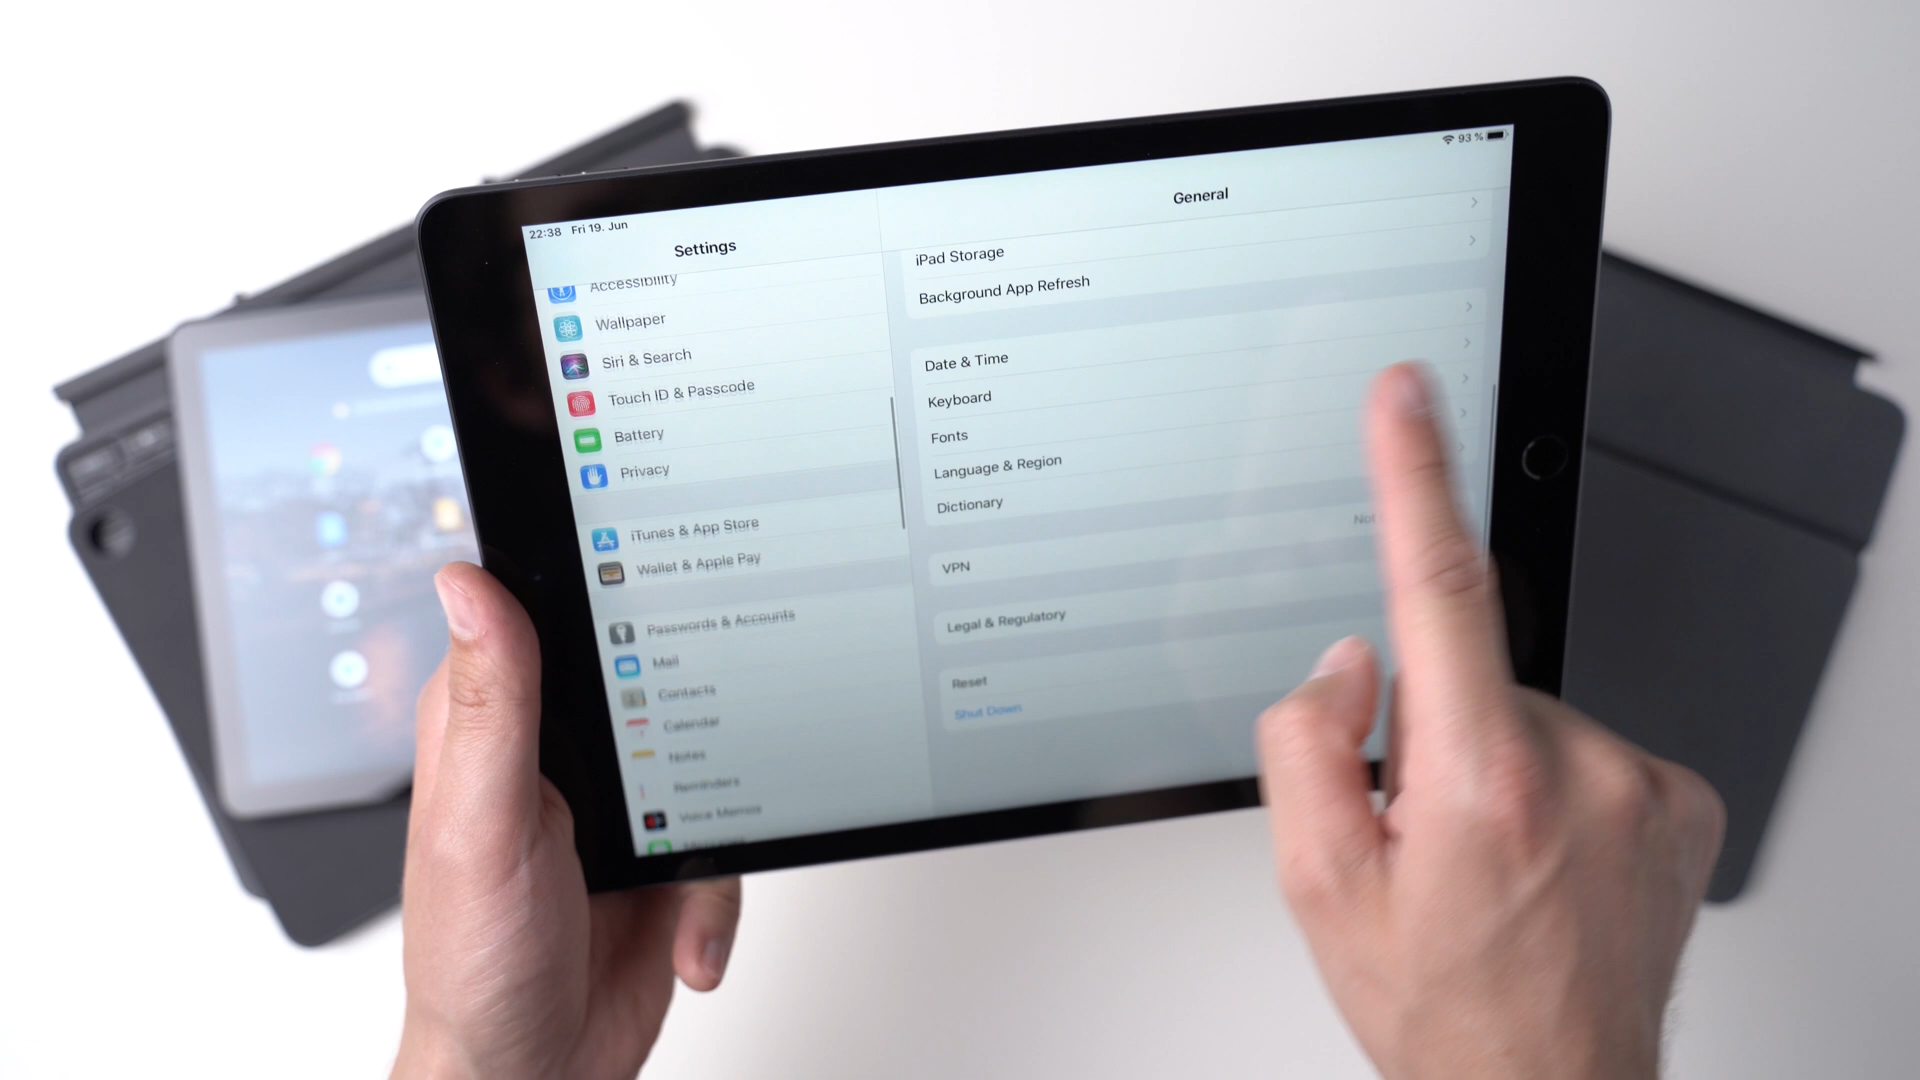 22:38 Fri 19. Jun
93 %
Settings
General
Accessibility
Wallpaper
Siri & Search
Touch ID & Passcode
Battery
Privacy
iTunes & App Store
Wallet & Apple Pay
Passwords & Accounts
Mail
Contacts
Calendar
Notes
Reminders
Voice Memos
iPad Storage
Background App Refresh
Date & Time
Keyboard
Fonts
Language & Region
Dictionary
VPN
Not
Legal & Regulatory
Reset
Shut Down